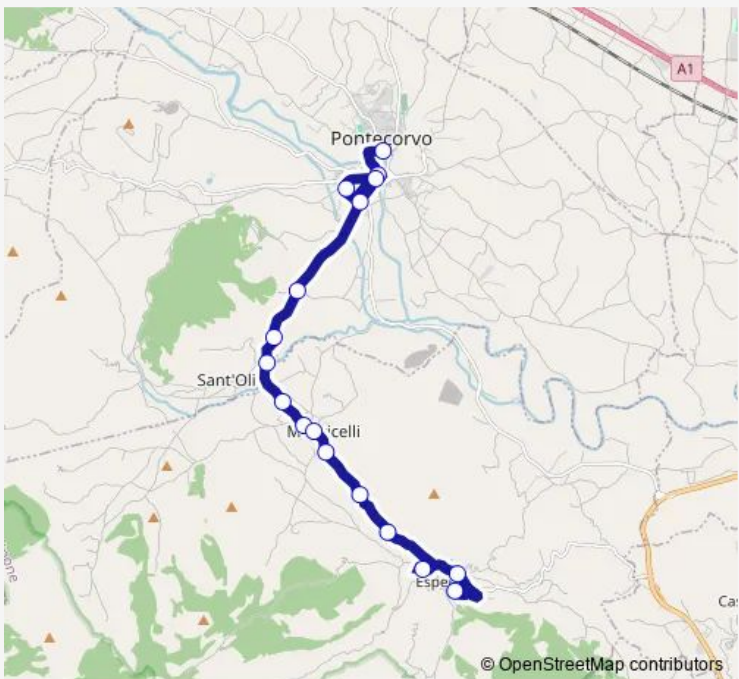 A1
Pontecorvo
Sant'Oli
M
icelli
Espe
Cas
© OpenStreetMap contributors